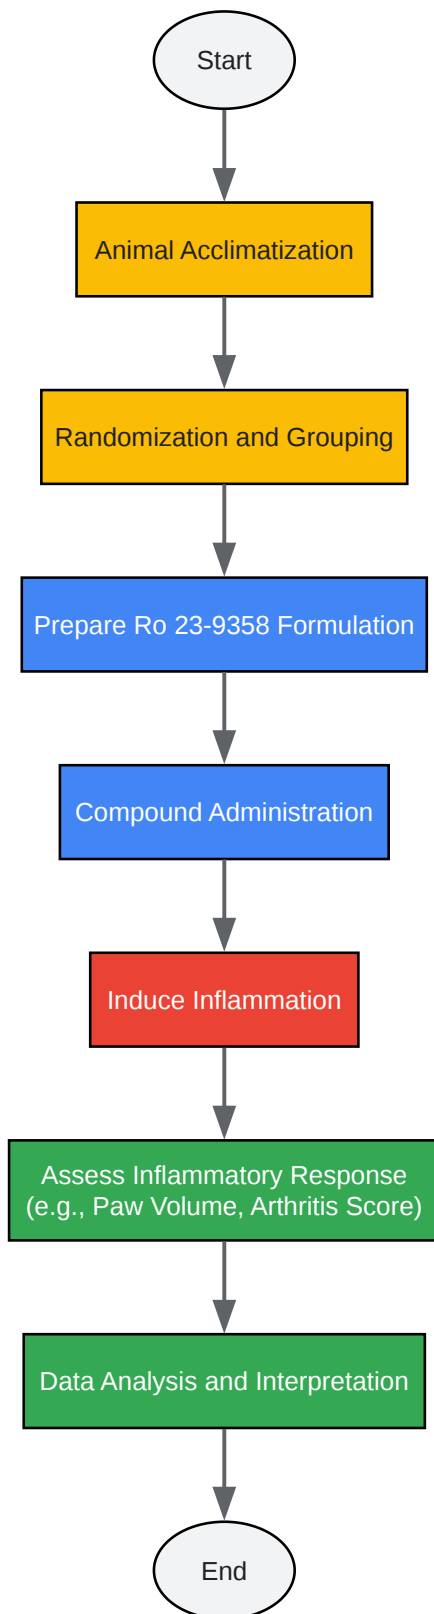 Start
Animal Acclimatization
Randomization and Grouping
Prepare Ro 23-9358 Formulation
Compound Administration
Induce Inflammation
Assess Inflammatory Response
(e.g., Paw Volume, Arthritis Score)
Data Analysis and Interpretation
End